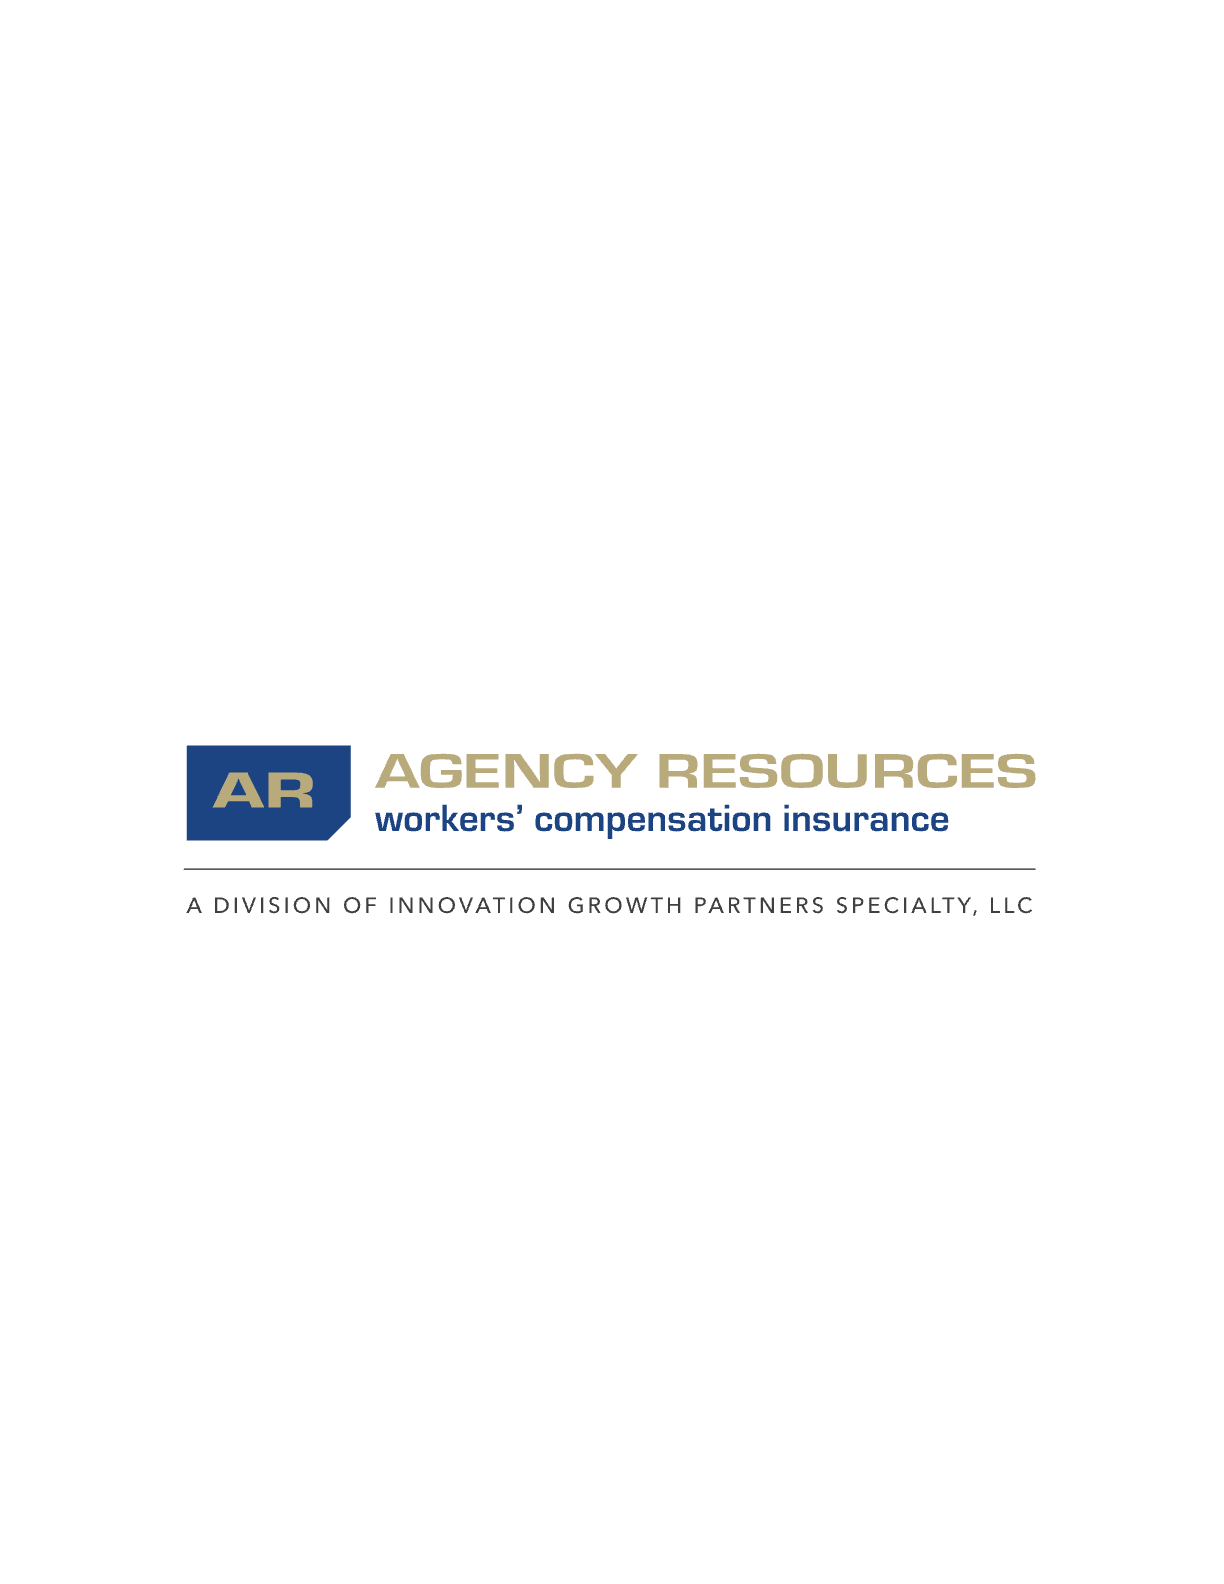 AR
AGENCY RESOURCES
workers’ compensation insurance
A DIVISION OF INNOVATION GROWTH PARTNERS SPECIALTY, LLC